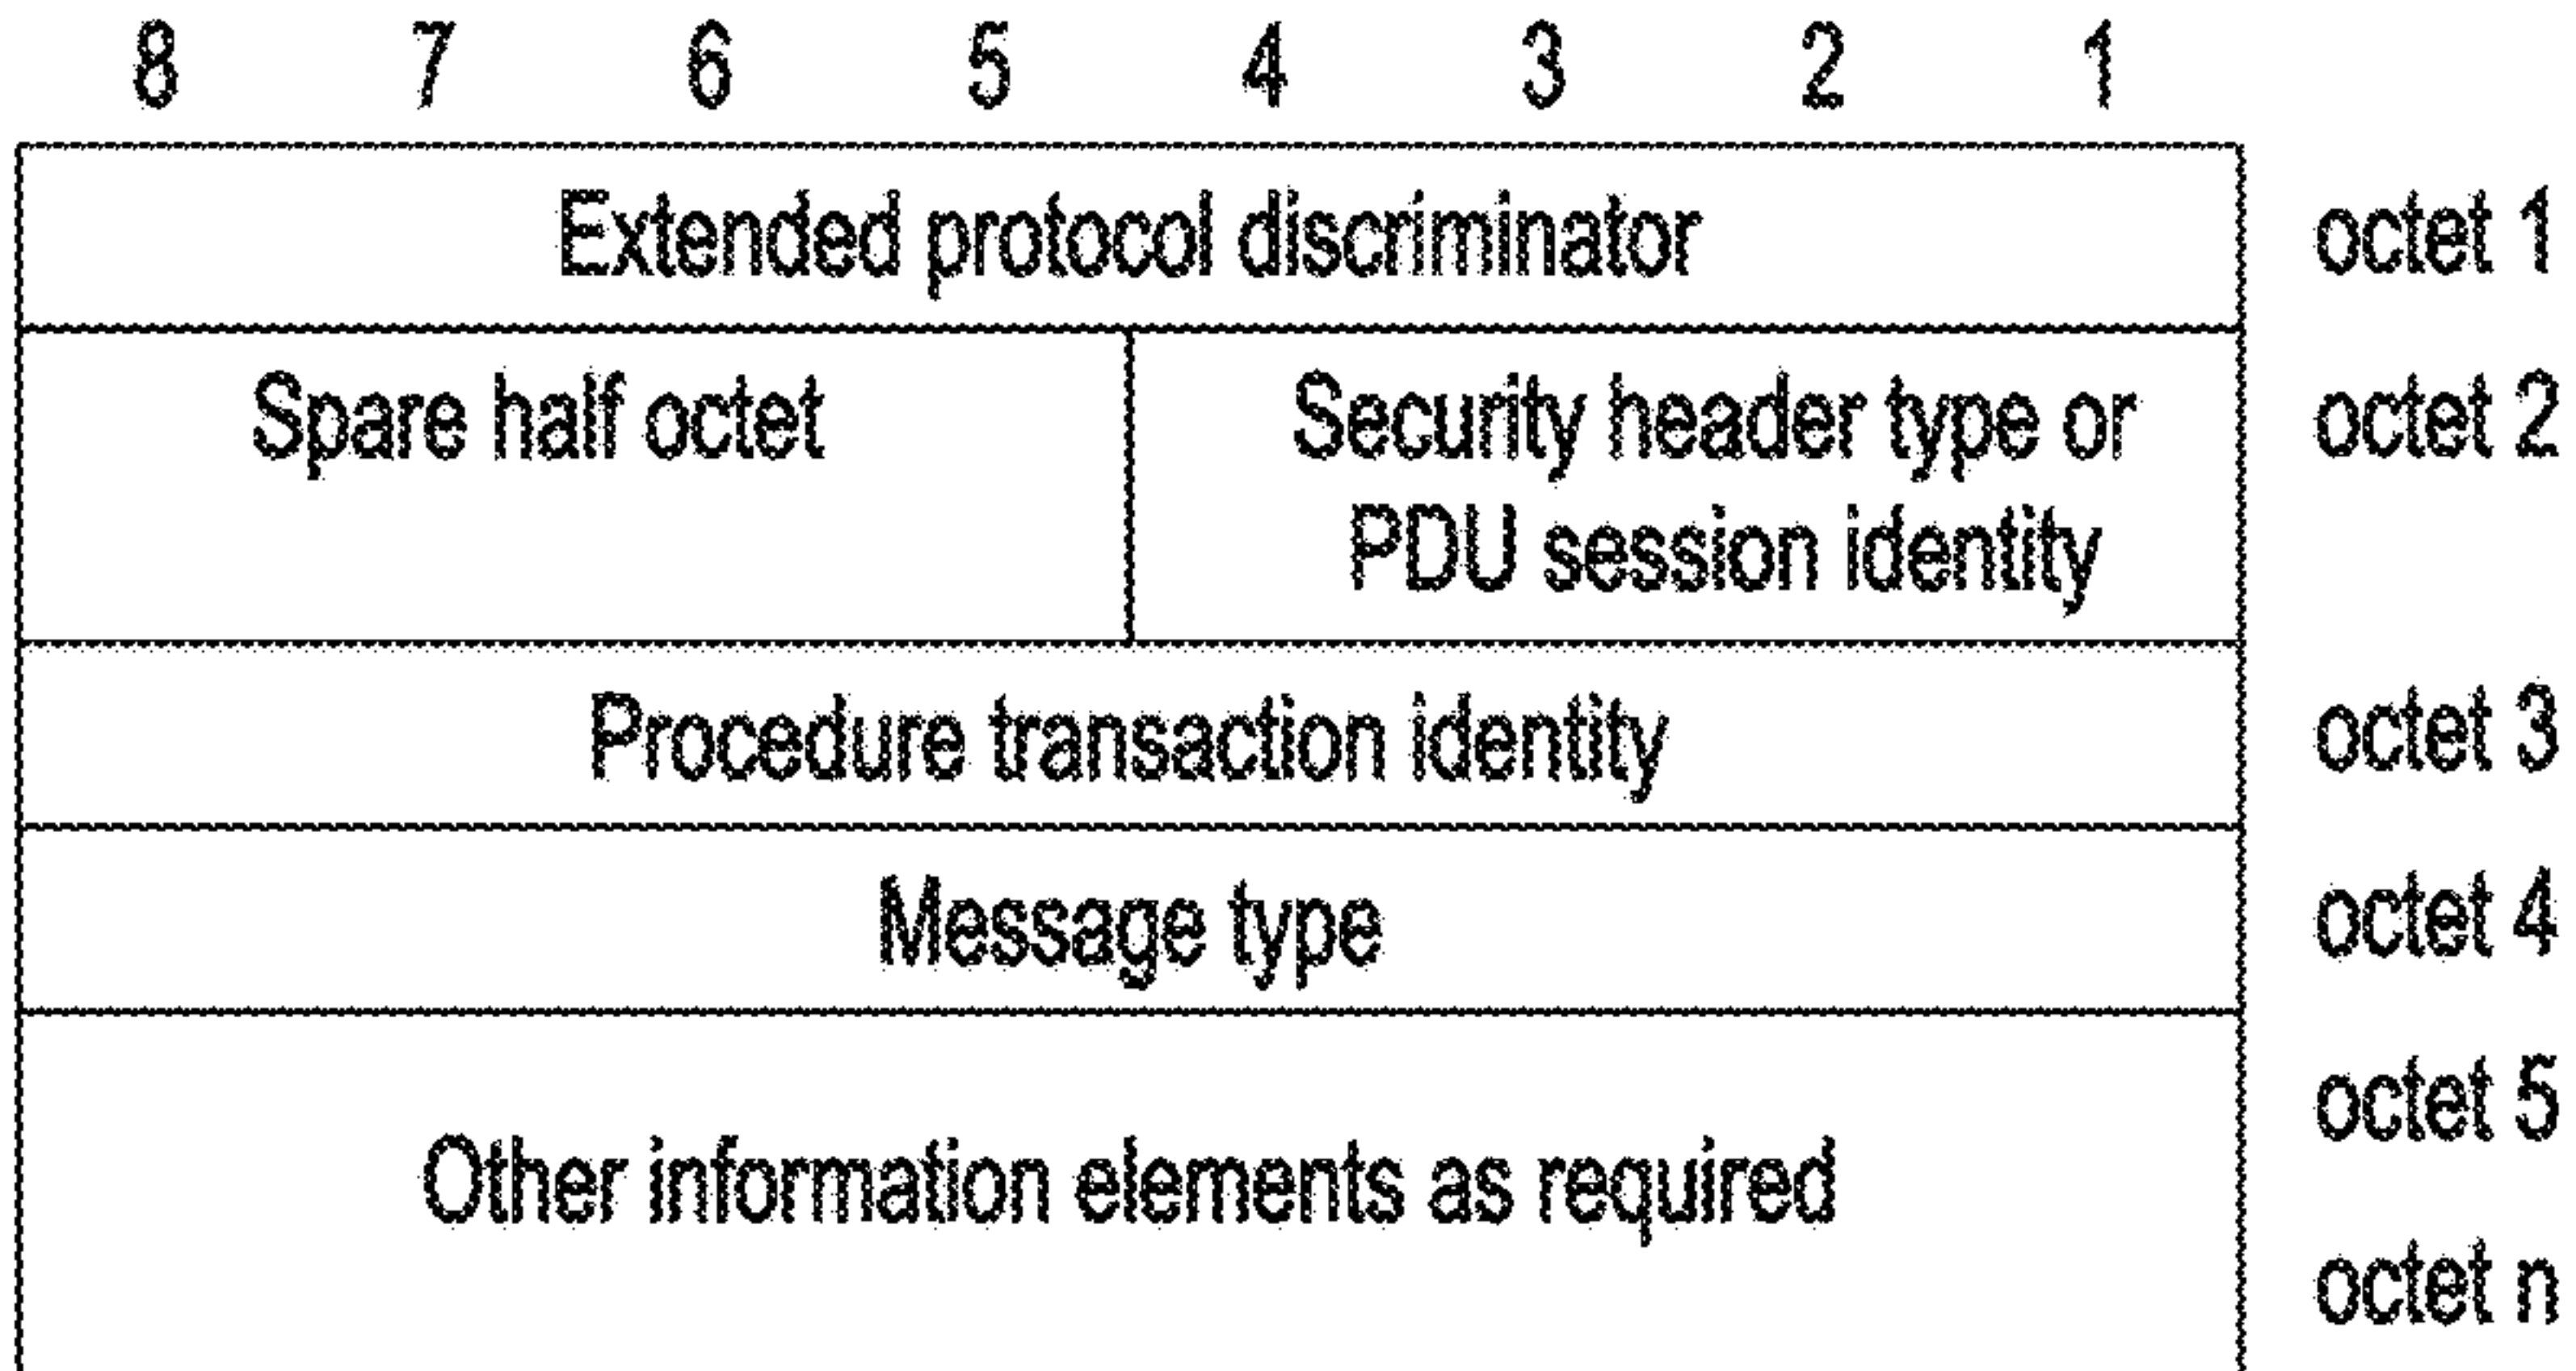 8 7 6 5 4 3 2 1
Extended protocol discriminator octet 1
Spare half octet Security header type or octet 2
PDU session identity
Procedure transaction identity octet 3
Message type octet 4
octet 5
Other information elements as required
octet n